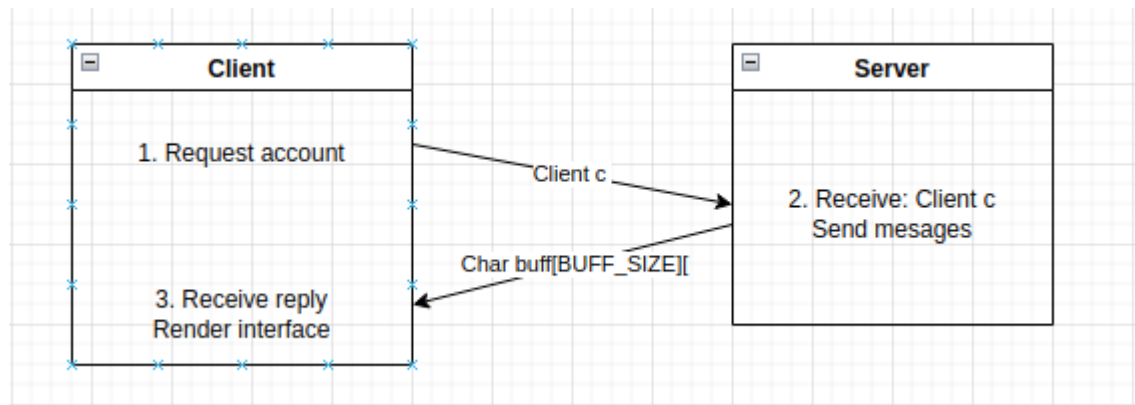 Client
Server
1. Request account
Client c
2. Receive: Client c
Send mesages
Char buff[BUFF_SIZE][
3. Receive reply
Render interface